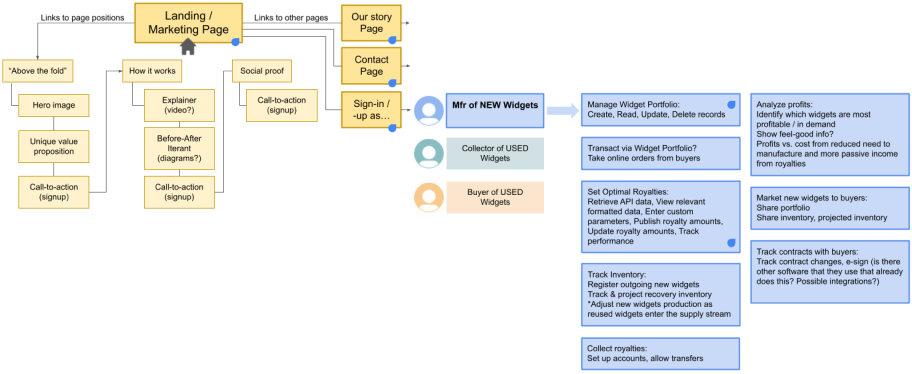 Links to page positions
Landing /
Marketing Page
Links to other pages
Our story
Page
Contact
Page
Sign-in /
-up as…
"Above the fold"
Hero image
Unique value
proposition
Call-to-action
(signup)
How it works
Explainer
(video?)
Before-After
Iterant
(diagrams?)
Call-to-action
(signup)
Social proof
Call-to-action
(signup)
Mfr of NEW Widgets
Collector of USED
Widgets
Buyer of USED
Widgets
Manage Widget Portfolio:
Create, Read, Update, Delete records
Transact via Widget Portfolio?
Take online orders from buyers
Set Optimal Royalties:
Retrieve API data, View relevant
formatted data, Enter custom
parameters, Publish royalty amounts,
Update royalty amounts, Track
performance
Track Inventory:
Register outgoing new widgets
Track & project recovery inventory
*Adjust new widgets production as
reused widgets enter the supply stream
Collect royalties:
Set up accounts, allow transfers
Analyze profits:
Identify which widgets are most
profitable / in demand
Show feel-good info?
Profits vs. cost from reduced need to
manufacture and more passive income
from royalties
Market new widgets to buyers:
Share portfolio
Share inventory, projected inventory
Track contracts with buyers:
Track contract changes, e-sign (is there
other software that they use that already
does this? Possible integrations?)